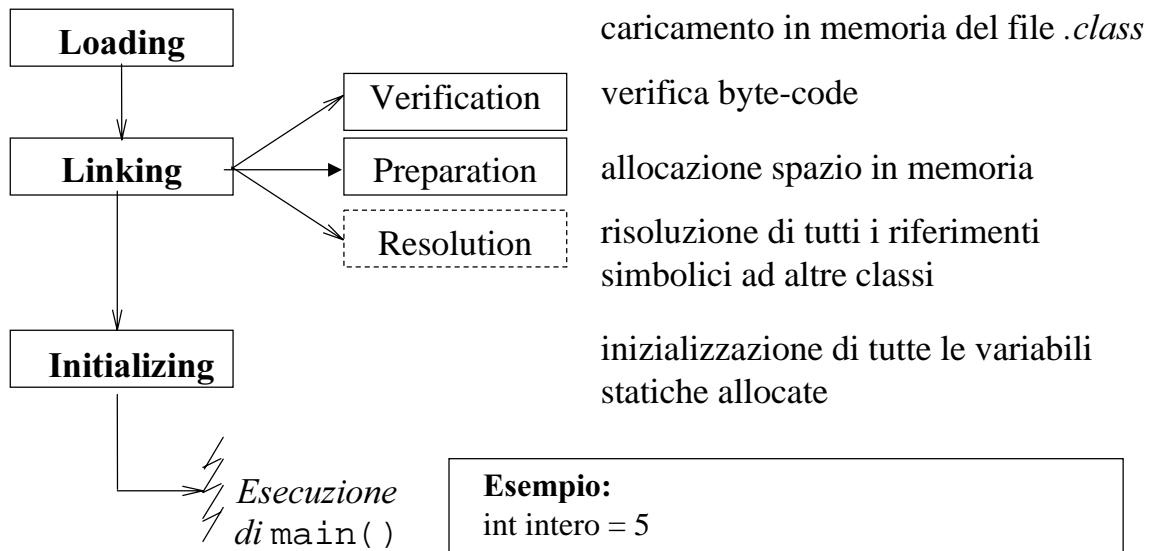 Loading
caricamento in memoria del file .class
Verification
verifica byte-code
Linking
Preparation
allocazione spazio in memoria
Resolution
risoluzione di tutti i riferimenti
simbolici ad altre classi
Initializing
inizializzazione di tutte le variabili
statiche allocate
Esecuzione
di main()
Esempio:
int intero = 5